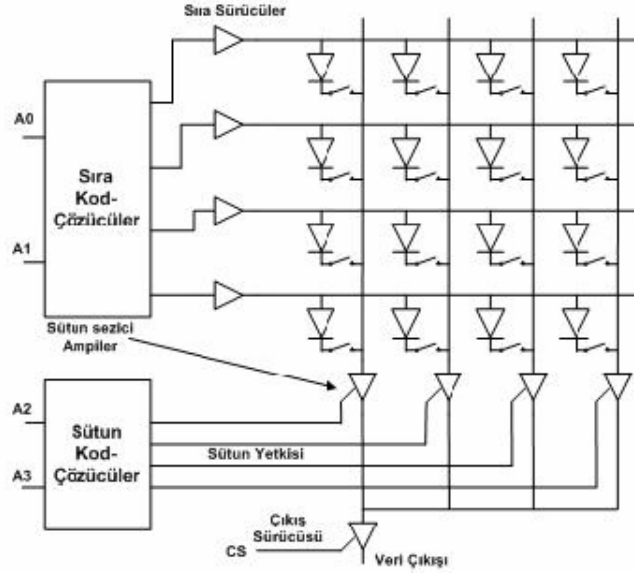 Sıra Sürücüler
A0
Sıra
Kod-
Çözücüler
A1
Sütun sezici
Ampiler
A2
Sütun
Kod-
Çözücüler
A3
Sütun Yetkisi
Çıkış
Sürücüsü
CS
Veri Çıkışı